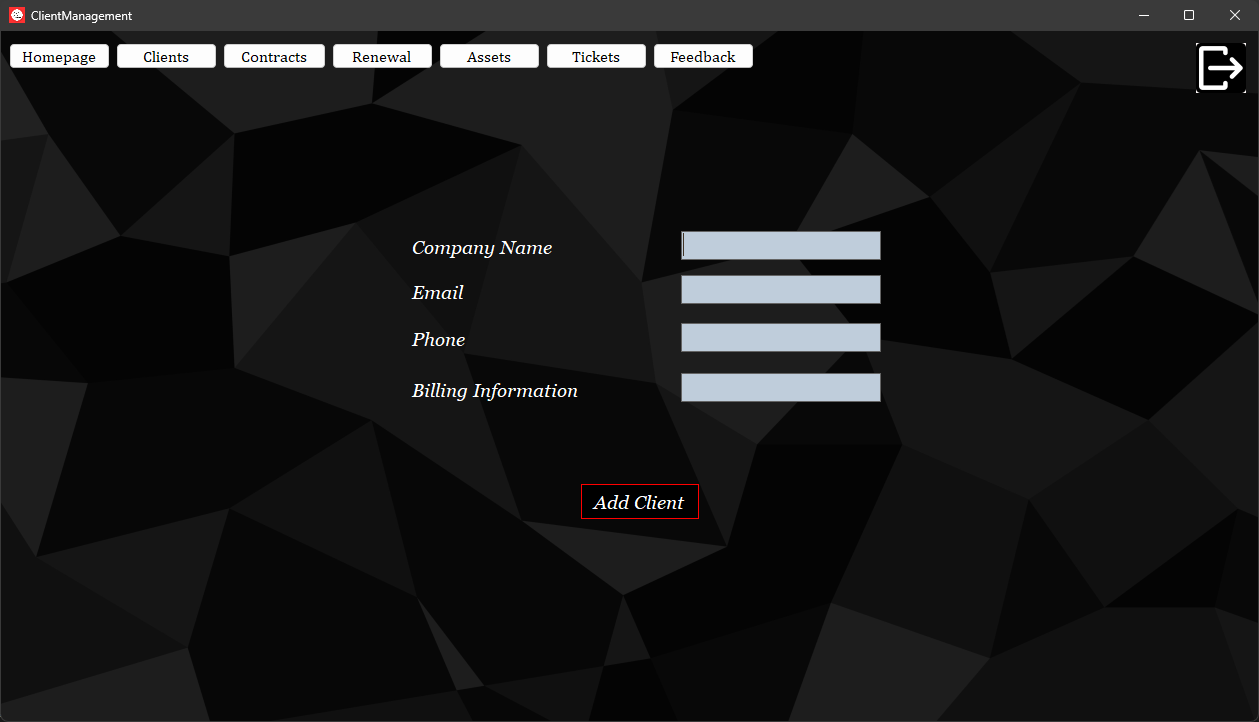 ClientManagement
Homepage Clients Contracts Renewal Assets Tickets Feedback
Company Name
Email
Phone
Billing Information
Add Client